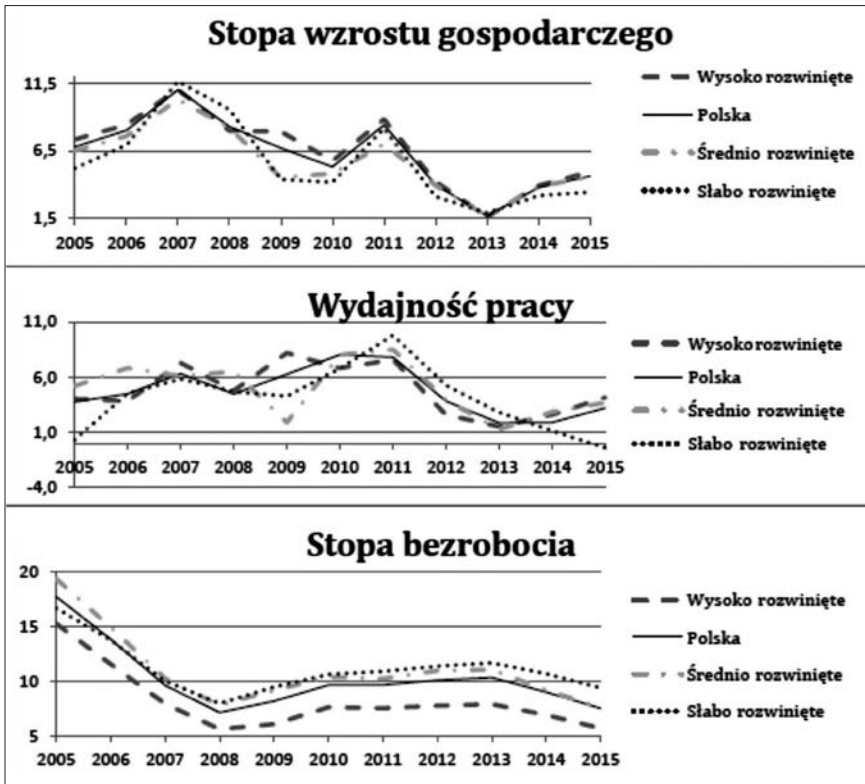 Stopa wzrostu gospodarczego
11,5
6,5
1,5
2005 2006 2007 2008 2009 2010 2011 2012 2013 2014 2015
Wysoko rozwinięte
Polska
Średnio rozwinięte
Słabo rozwinięte
Wydajność pracy
11,0
6,0
1,0
-4,0
2005 2006 2007 2008 2009 2010 2011 2012 2013 2014 2015
Wysoko rozwinięte
Polska
Średnio rozwinięte
Słabo rozwinięte
Stopa bezrobocia
20
15
10
5
2005 2006 2007 2008 2009 2010 2011 2012 2013 2014 2015
Wysoko rozwinięte
Polska
Średnio rozwinięte
Słabo rozwinięte